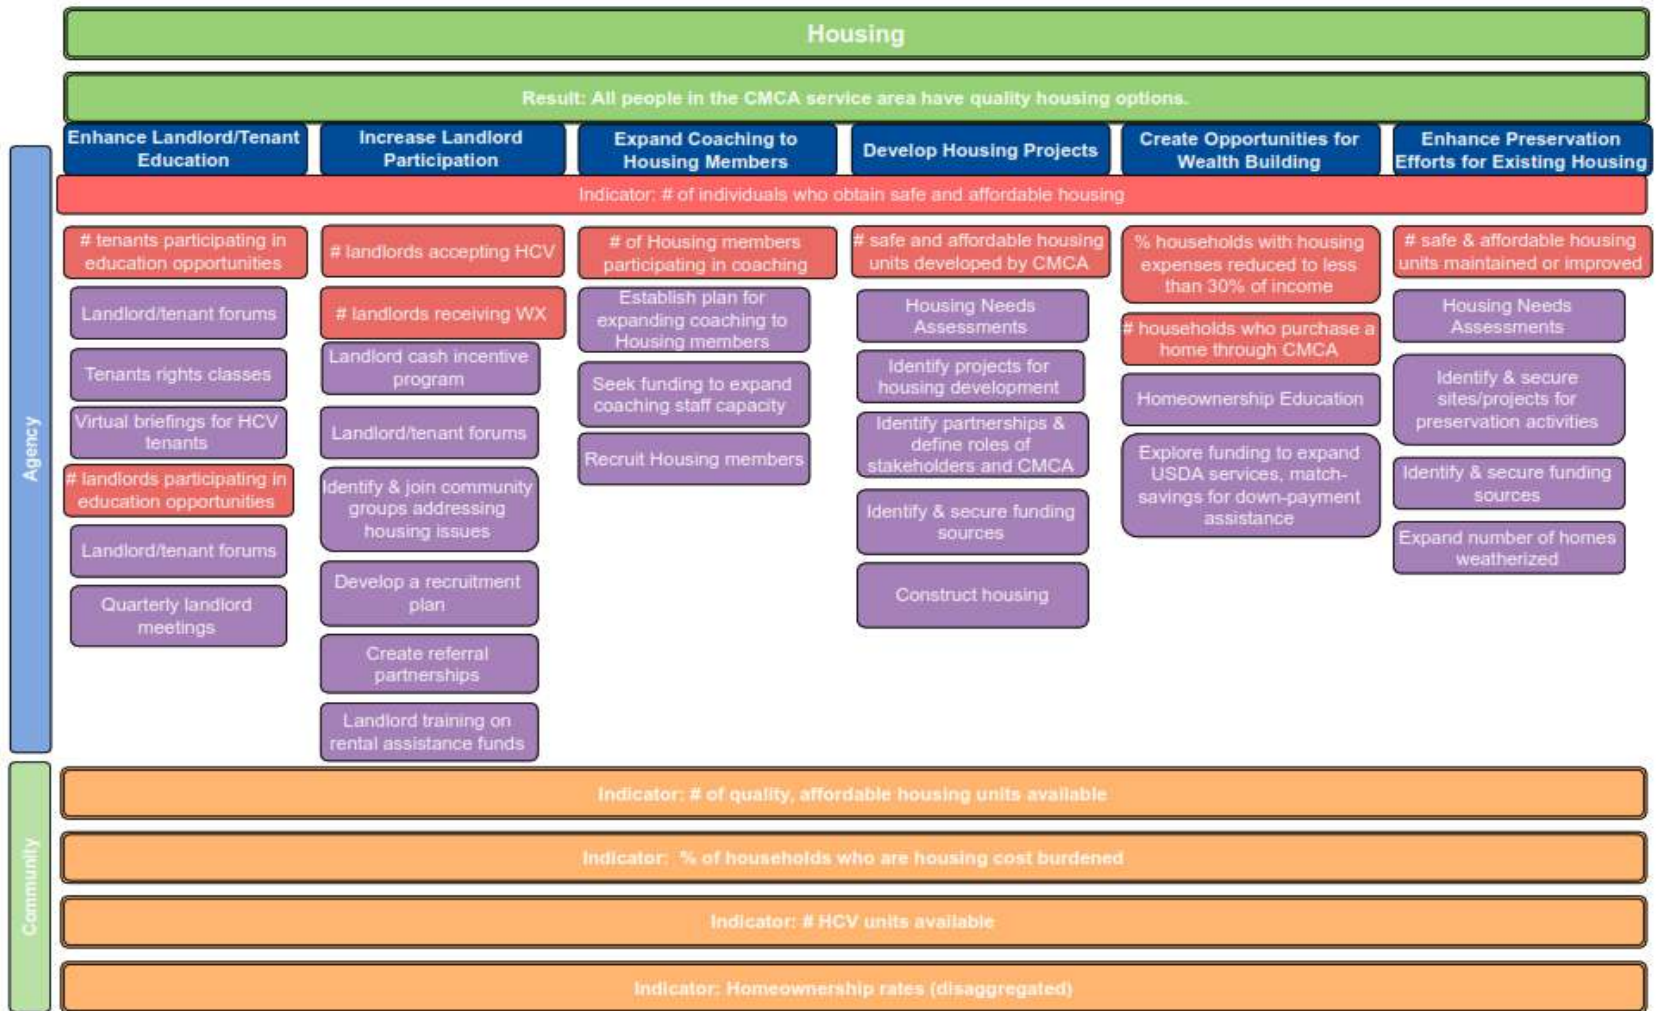 Housing
Result: All people in the CMCA service area have quality housing options.
Agency
Enhance Landlord/Tenant
Education
Increase Landlord
Participation
Expand Coaching to
Housing Members
Develop Housing Projects
Create Opportunities for
Wealth Building
Enhance Preservation
Efforts for Existing Housing
Indicator: # of individuals who obtain safe and affordable housing
# tenants participating in
education opportunities
Landlord/tenant forums
Tenants rights classes
Virtual briefings for HCV
tenants
# landlords participating in
education opportunities
Landlord/tenant forums
Quarterly landlord
meetings
# landlords accepting HCV
# landlords receiving WX
Landlord cash incentive
program
Landlord/tenant forums
Identify & join community
groups addressing
housing issues
Develop a recruitment
plan
Create referral
partnerships
Landlord training on
rental assistance funds
# of Housing members
participating in coaching
Establish plan for
expanding coaching to
Housing members
Seek funding to expand
coaching staff capacity
Recruit Housing members
# safe and affordable housing
units developed by CMCA
Housing Needs
Assessments
Identify projects for
housing development
Identify partnerships &
define roles of
stakeholders and CMCA
Identify & secure funding
sources
Construct housing
% households with housing
expenses reduced to less
than 30% of income
# households who purchase a
home through CMCA
Homeownership Education
Explore funding to expand
USDA services, match-
savings for down-payment
assistance
# safe & affordable housing
units maintained or improved
Housing Needs
Assessments
Identify & secure
sites/projects for
preservation activities
Identify & secure funding
sources
Expand number of homes
weatherized
Community
Indicator: # of quality, affordable housing units available
Indicator: % of households who are housing cost burdened
Indicator: # HCV units available
Indicator: Homeownership rates (disaggregated)